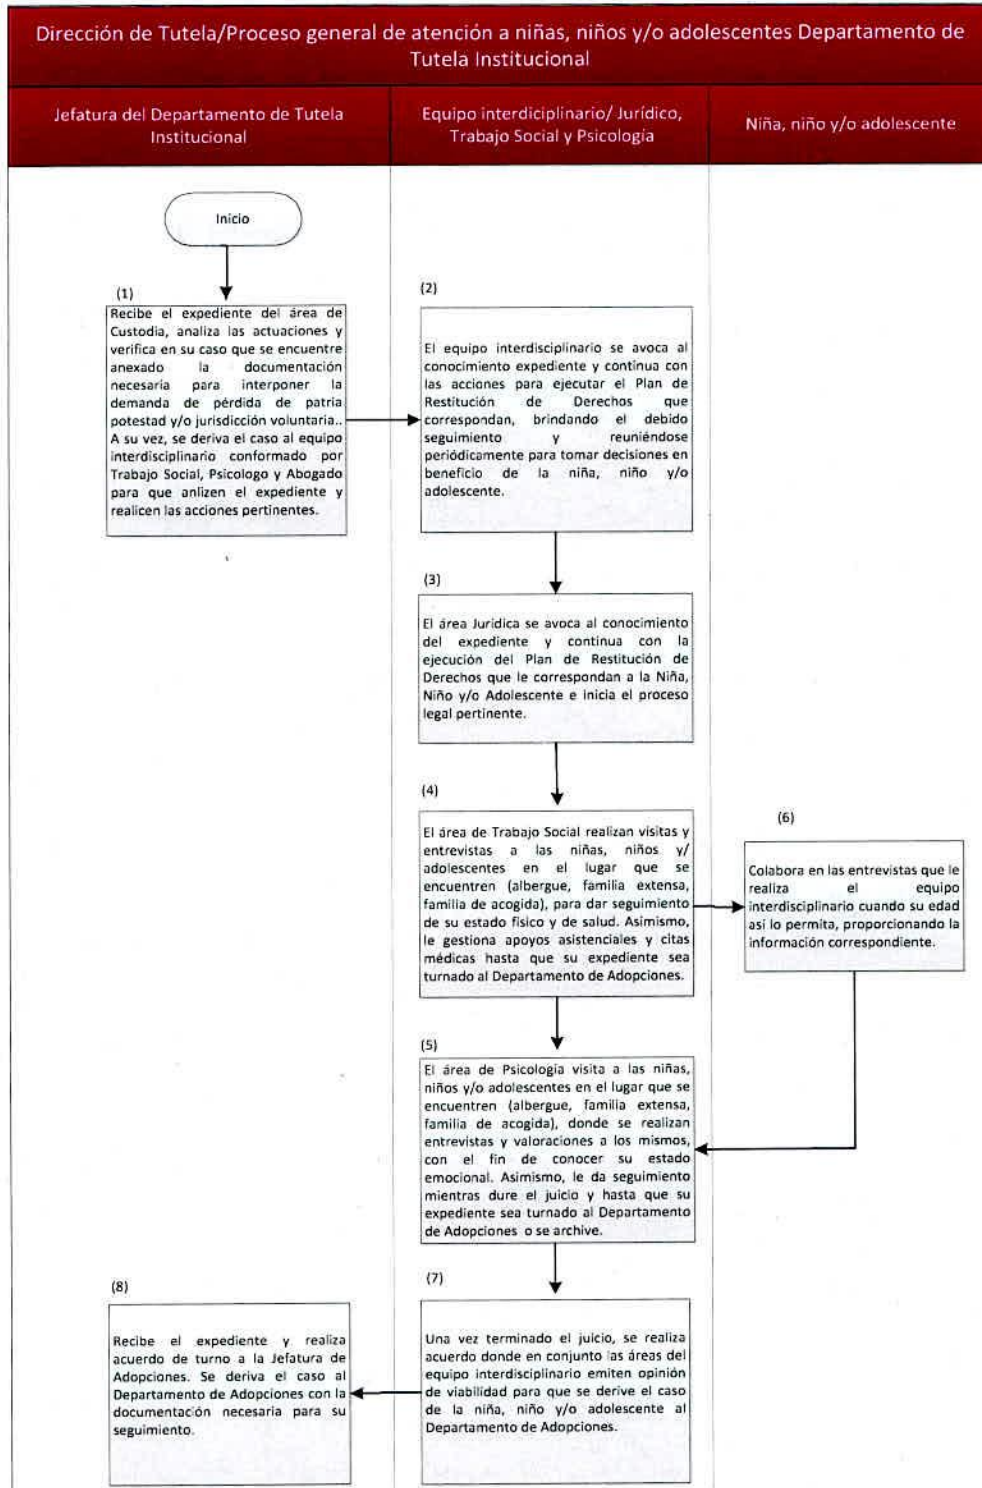 Dirección de Tutela/Proceso general de atención a niñas, niños y/o adolescentes Departamento de
Tutela Institucional
Jefatura del Departamento de Tutela
Institucional
Equipo interdiciplinario/ Jurídico,
Trabajo Social y Psicología
Niña, niño y/o adolescente
Inicio
(1)
Recibe el expediente del área de
Custodia, analiza las actuaciones y
verifica en su caso que se encuentre
anexado la documentación
necesaria para interponer la
demanda de pérdida de patria
potestad y/o jurisdicción voluntaria..
A su vez, se deriva el caso al equipo
interdisciplinario conformado por
Trabajo Social, Psicologo y Abogado
para que anlizen el expediente y
realicen las acciones pertinentes.
(2)
El equipo interdisciplinario se avoca al
conocimiento expediente y continua con
las acciones para ejecutar el Plan de
Restitución de Derechos que
correspondan, brindando el debido
seguimiento y reuniéndose
periódicamente para tomar decisiones en
beneficio de la niña, niño y/o
adolescente.
(3)
El área Jurídica se avoca al conocimiento
del expediente y continua con la
ejecución del Plan de Restitución de
Derechos que le correspondan a la Niña,
Niño y/o Adolescente e inicia el proceso
legal pertinente.
(4)
El área de Trabajo Social realizan visitas y
entrevistas a las niñas, niños y/
adolescentes en el lugar que se
encuentren (albergue, familia extensa,
familia de acogida), para dar seguimiento
de su estado físico y de salud. Asimismo,
le gestiona apoyos asistenciales y citas
médicas hasta que su expediente sea
turnado al Departamento de Adopciones.
(6)
Colabora en las entrevistas que le
realiza el equipo
interdisciplinario cuando su edad
asi lo permita, proporcionando la
información correspondiente.
(5)
El área de Psicología visita a las niñas,
niños y/o adolescentes en el lugar que se
encuentren (albergue, familia extensa,
familia de acogida), donde se realizan
entrevistas y valoraciones a los mismos,
con el fin de conocer su estado
emocional. Asimismo, le da seguimiento
mientras dure el juicio y hasta que su
expediente sea turnado al Departamento
de Adopciones o se archive.
(8)
Recibe el expediente y realiza
acuerdo de turno a la Jefatura de
Adopciones. Se deriva el caso al
Departamento de Adopciones con la
documentación necesaria para su
seguimiento.
(7)
Una vez terminado el juicio, se realiza
acuerdo donde en conjunto las áreas del
equipo interdisciplinario emiten opinión
de viabilidad para que se derive el caso
de la niña, niño y/o adolescente al
Departamento de Adopciones.